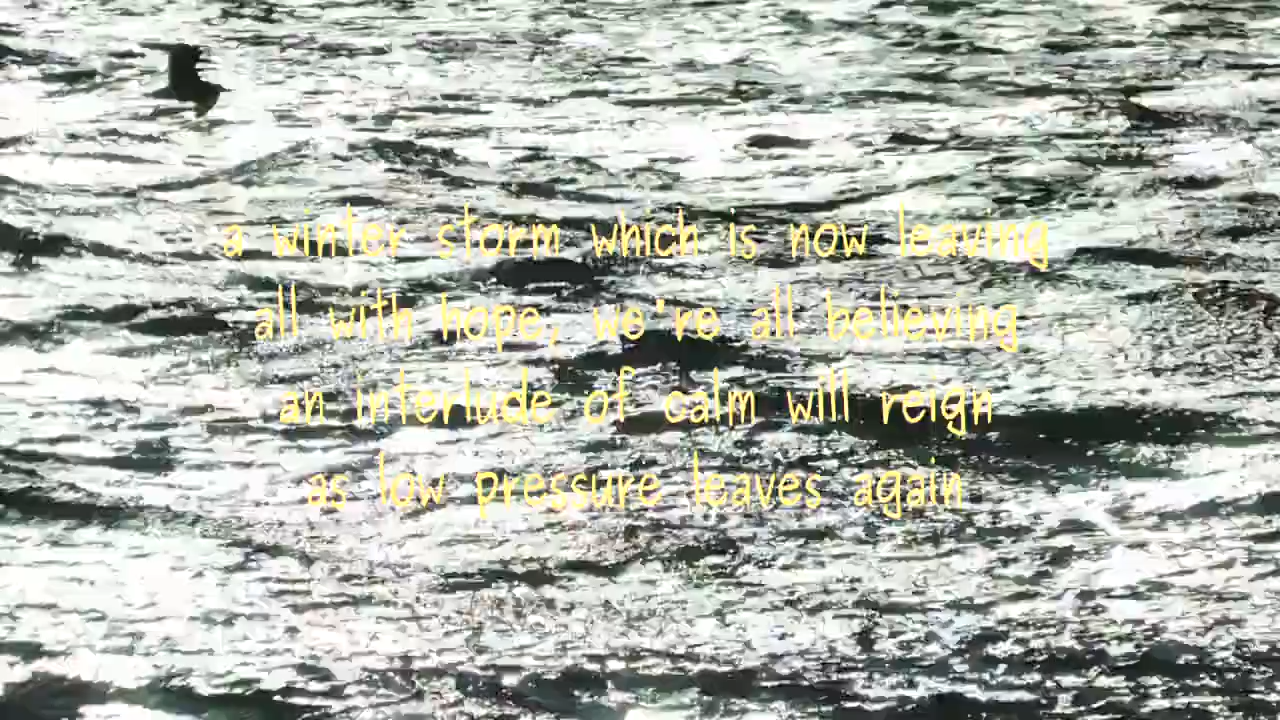 a winter storm which is now leaving
all with hope, we're all believing
an interlude of calm will reign
as low pressure leaves again